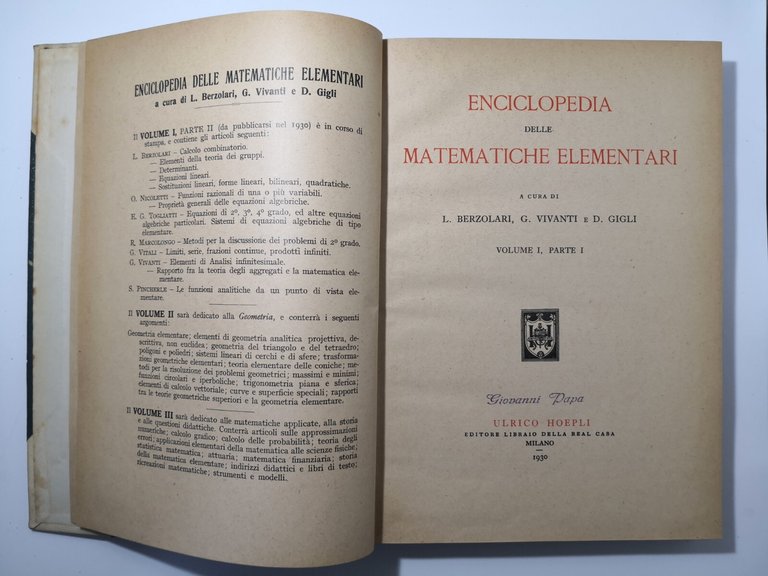 ENCICLOPEDIA DELLE MATEMATICHE ELEMENTARI
a cura di L. Berzolari, G. Vivanti e D. Gigli
Il VOLUME I, PARTE II (da pubblicarsi nel 1930) è in corso di
stampa, e contiene gli articoli seguenti:
L. BERZOLARI – Calcolo combinatorio.
— Elementi della teoria dei gruppi.
— Determinanti.
— Equazioni lineari.
— Sostituzioni lineari, forme lineari, bilineari, quadratiche.
O. NICOLETTI – Funzioni razionali di una o più variabili.
— Proprietà generali delle equazioni algebriche.
E. G. TOGLIATTI – Equazioni di 2º, 3º, 4º grado, ed altre equazioni
algebriche particolari. Sistemi di equazioni algebriche di tipo
elementare.
R. MARCOLONGO – Metodi per la discussione dei problemi di 2º grado.
G. VITALI – Limiti, serie, frazioni continue, prodotti infiniti.
G. VIVANTI – Elementi di Analisi infinitesimale.
— Rapporto fra la teoria degli aggregati e la matematica ele-
mentare.
S. PINCHERLE – Le funzioni analitiche da un punto di vista ele-
mentare.
Il VOLUME II sarà dedicato alla Geometria, e conterrà i seguenti
argomenti:
Geometria elementare; elementi di geometria analitica projettiva, de-
scrittiva, non euclidea; geometria del triangolo e del tetraedro;
poligoni e poliedri; sistemi lineari di cerchi e di sfere; trasforma-
zioni geometriche elementari; teoria elementare delle coniche; me-
todi per la risoluzione dei problemi geometrici; massimi e minimi;
funzioni circolari e iperboliche; trigonometria piana e sferica;
elementi di calcolo vettoriale; curve e superficie speciali; rapporti
fra le teorie geometriche superiori e la geometria elementare.
Il VOLUME III sarà dedicato alle matematiche applicate, alla storia
e alle questioni didattiche. Conterrà articoli sulle approssimazioni
numeriche; calcolo grafico; calcolo delle probabilità; teoria degli
errori; applicazioni elementari della matematica alle scienze fisiche;
statistica matematica; attuaria; matematica finanziaria; storia
della matematica elementare; indirizzi didattici e libri di testo;
ricreazioni matematiche; strumenti e modelli.
ENCICLOPEDIA
DELLE
MATEMATICHE ELEMENTARI
A CURA DI
L. BERZOLARI, G. VIVANTI E D. GIGLI
VOLUME I, PARTE I
Giovanni Papa
ULRICO HOEPLI
EDITORE LIBRAIO DELLA REAL CASA
MILANO
—
1930